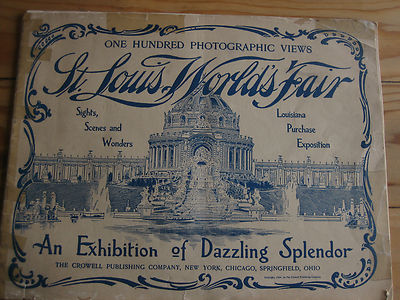 ONE HUNDRED PHOTOGRAPHIC VIEWS
St. Louis World's Fair
Sights,
Scenes and
Wonders
Louisiana
Purchase
Exposition
An Exhibition of Dazzling Splendor
THE CROWELL PUBLISHING COMPANY, NEW YORK, CHICAGO, SPRINGFIELD, OHIO